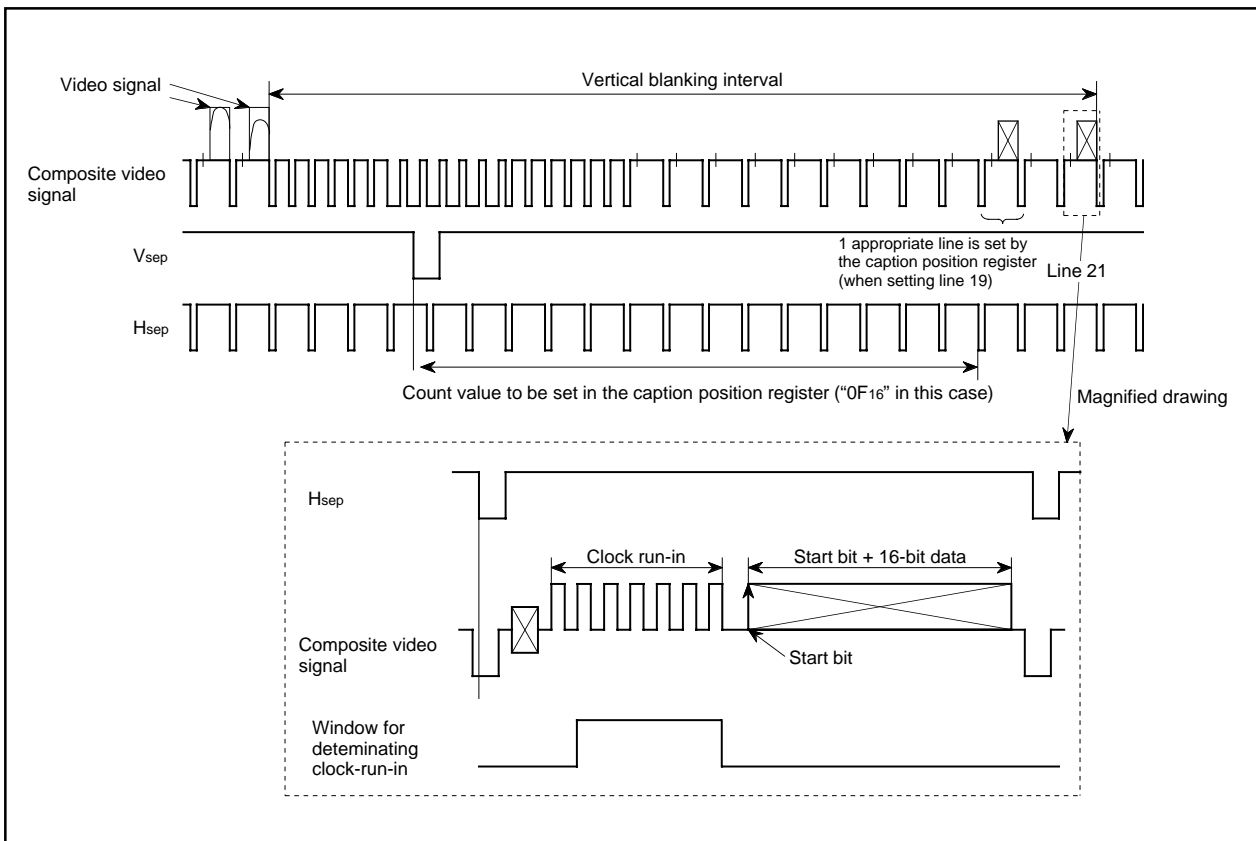 Vertical blanking interval
Video signal
Composite video
signal
Vsep
1 appropriate line is set by
the caption position register
(when setting line 19)
Line 21
Hsep
Count value to be set in the caption position register (“0F16” in this case)
Magnified drawing
Hsep
Clock run-in
Start bit + 16-bit data
Composite video
signal
Start bit
Window for
deteminating
clock-run-in